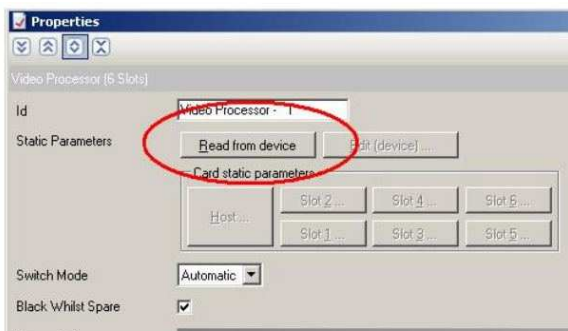 Properties
Video Processor (6 Slots)
Id
Video Processor - 1
Static Parameters
Read from device
Edit (device) ....
Card static parameters
Host ...
Slot 2 ...
Slot 4 ...
Slot 6 ...
Slot 1 ...
Slot 3 ...
Slot 5 ...
Switch Mode
Automatic
Black Whilst Spare